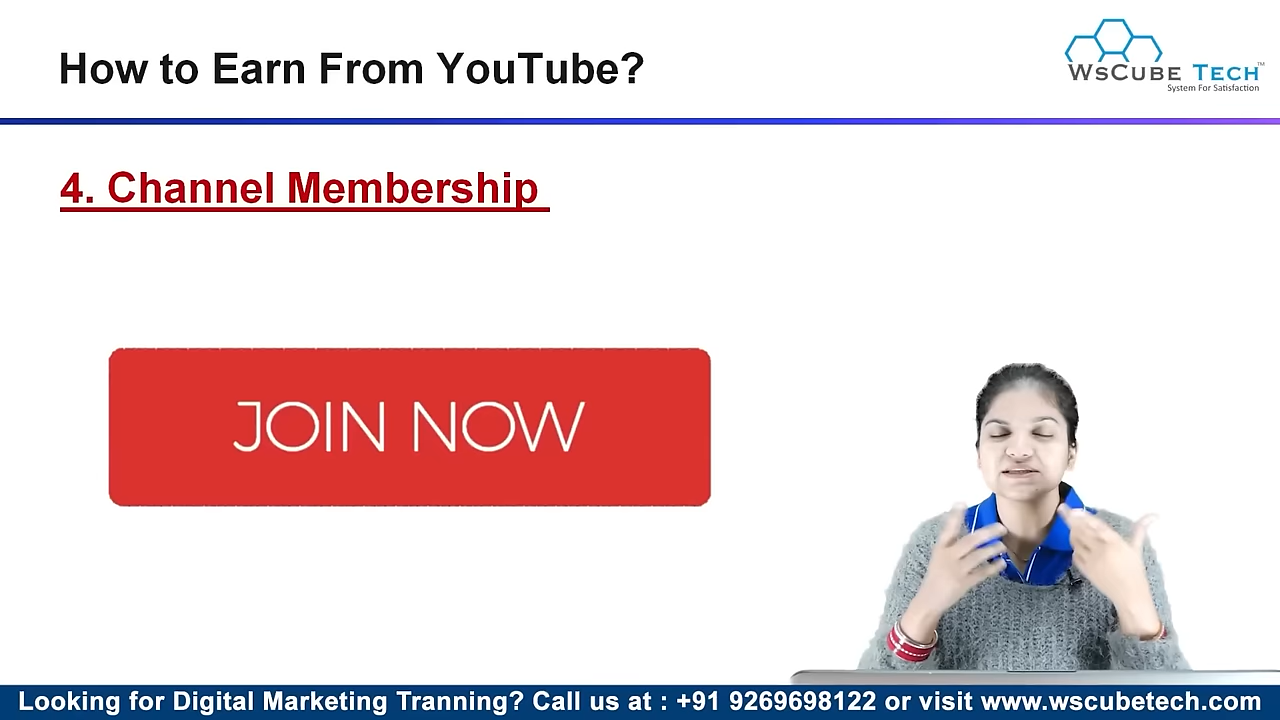 How to Earn From YouTube?
WsCube Tech™
System For Satisfaction
4. Channel Membership
JOIN NOW
Looking for Digital Marketing Tranning? Call us at : +91 9269698122 or visit www.wscubetech.com